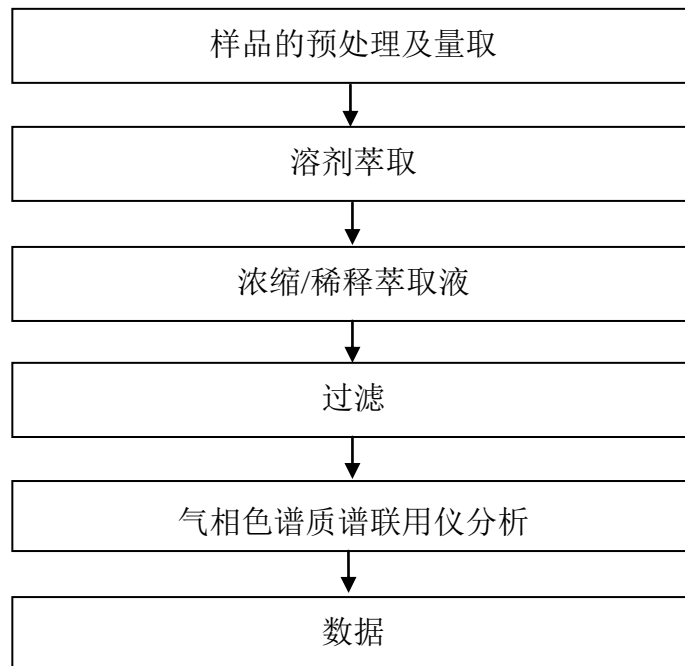 样品的预处理及量取
溶剂萃取
浓缩/稀释萃取液
过滤
气相色谱质谱联用仪分析
数据